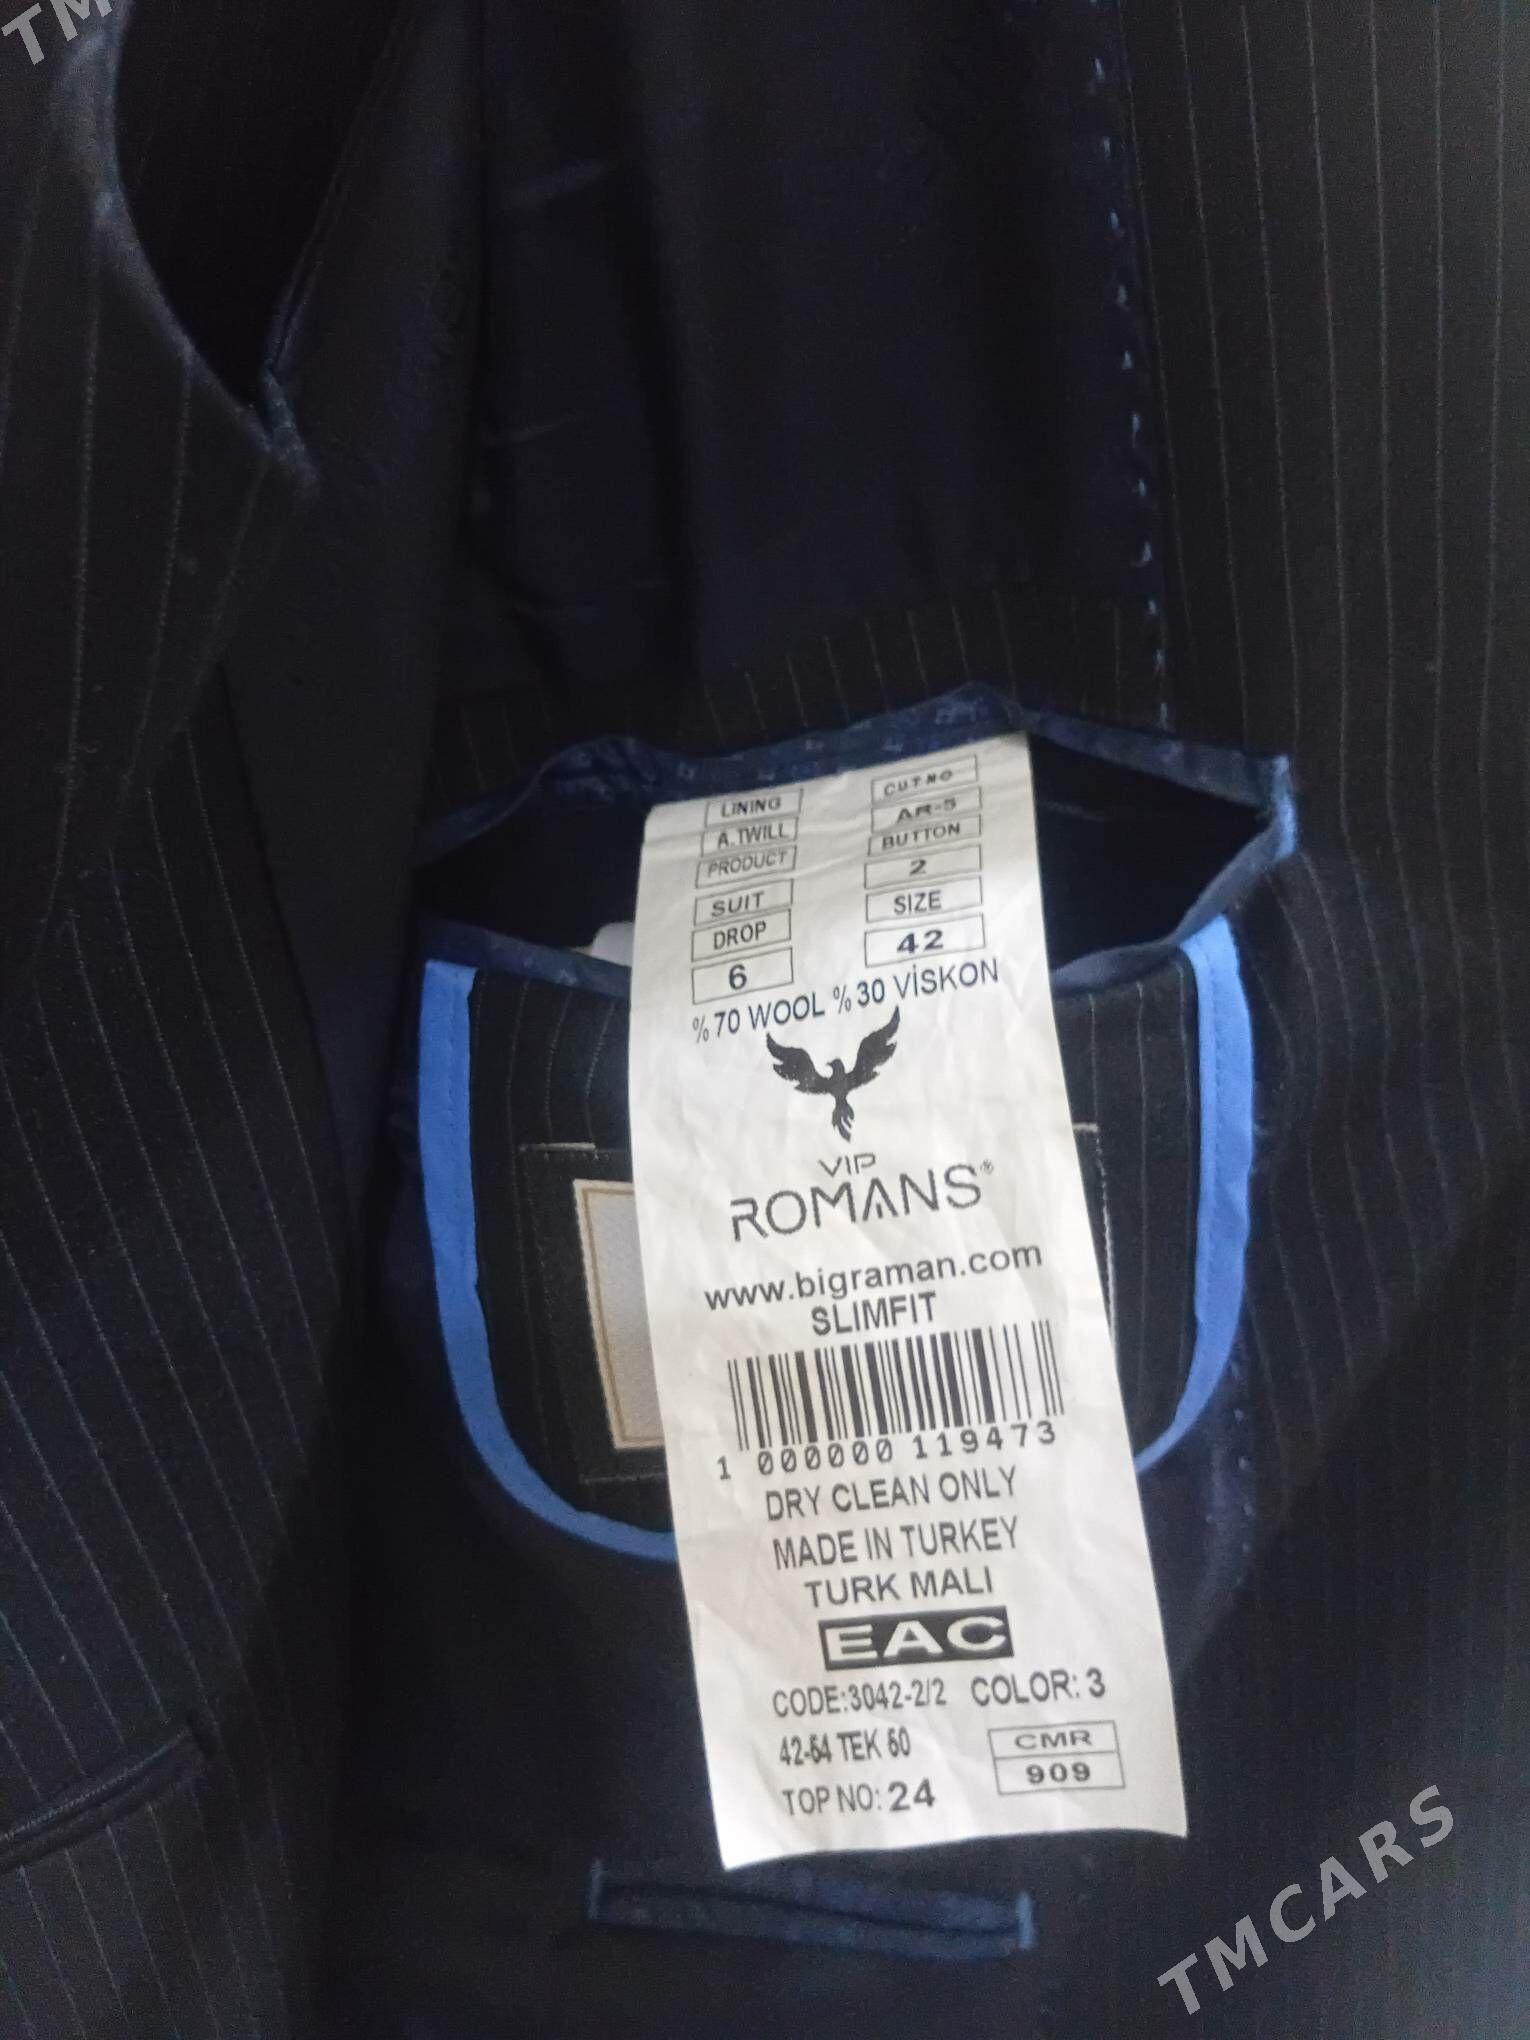 TM
LINING
A.TWILL
PRODUCT
SUIT
DROP
6
CUT NO
AR-5
BUTTON
2
SIZE
42
%70 WOOL %30 VİSKON
VIP
ROMANS®
www.bigraman.com
SLIMFIT
1 000000 119473
DRY CLEAN ONLY
MADE IN TURKEY
TURK MALI
EAC
CODE:3042-2/2 COLOR: 3
42-54 TEK 50
TOP NO: 24
CMR
909
TMCARS